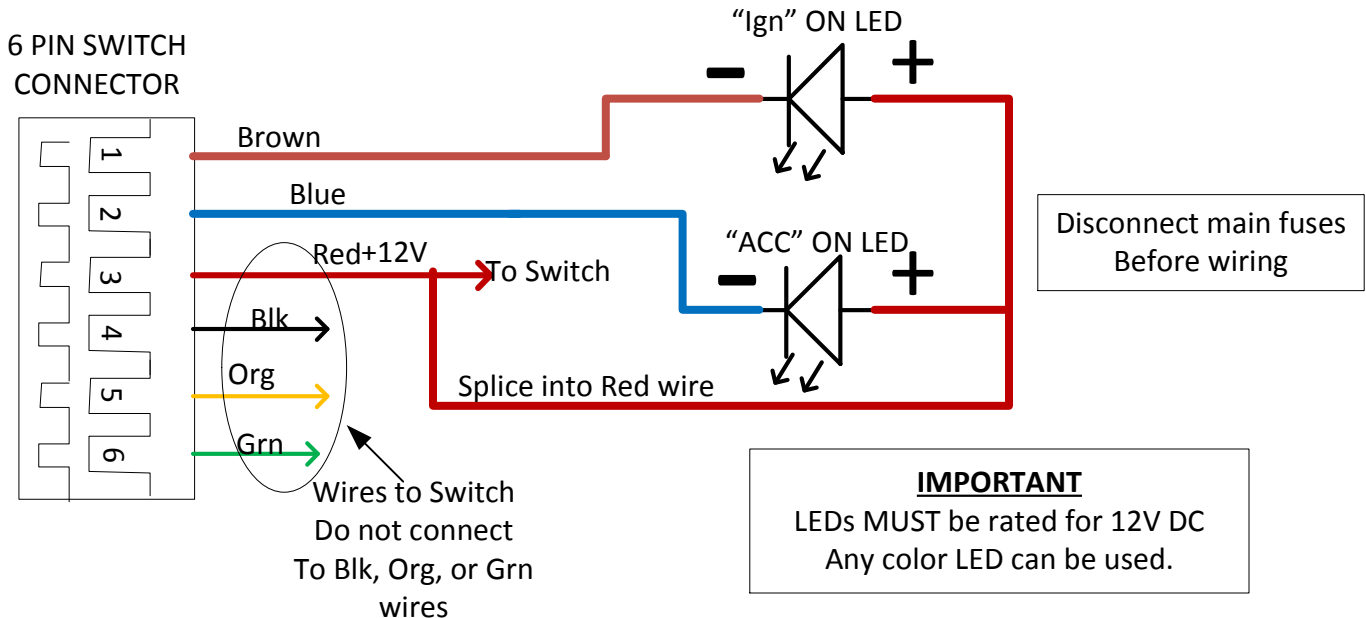 6 PIN SWITCH
CONNECTOR
1
2
3
4
5
6
Brown
Blue
Red+12V
To Switch
Blk
Org
Grn
Wires to Switch
Do not connect
To Blk, Org, or Grn
wires
“Ign” ON LED
- +
“ACC” ON LED
- +
Splice into Red wire
Disconnect main fuses
Before wiring
IMPORTANT
LEDs MUST be rated for 12V DC
Any color LED can be used.